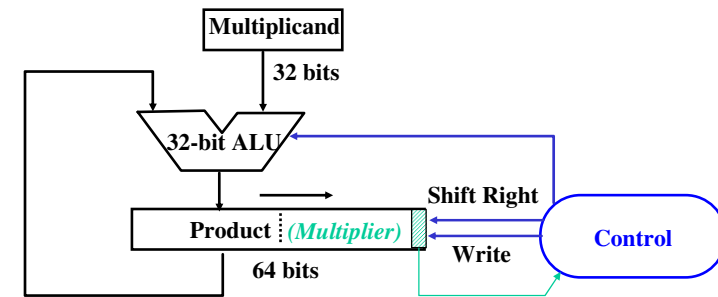 Multiplicand
32 bits
32-bit ALU
Shift Right
Product (Multiplier)
Write
Control
64 bits